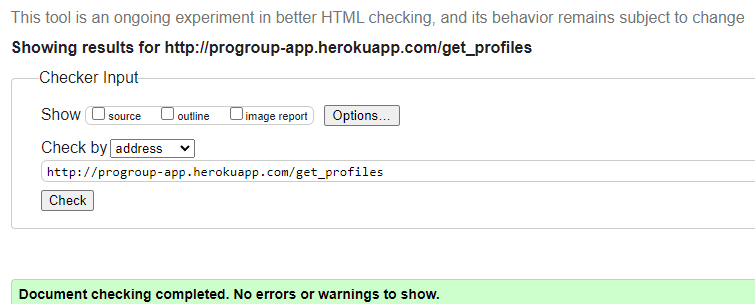 This tool is an ongoing experiment in better HTML checking, and its behavior remains subject to change
Showing results for http://progroup-app.herokuapp.com/get_profiles
Checker Input
Show source outline image report Options...
Check by address
http://progroup-app.herokuapp.com/get_profiles
Check
Document checking completed. No errors or warnings to show.